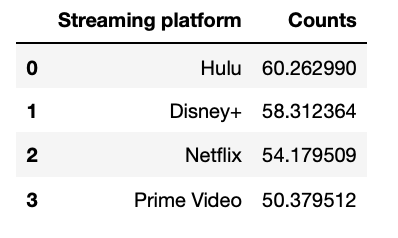 Streaming platform Counts
0 Hulu 60.262990
1 Disney+ 58.312364
2 Netflix 54.179509
3 Prime Video 50.379512